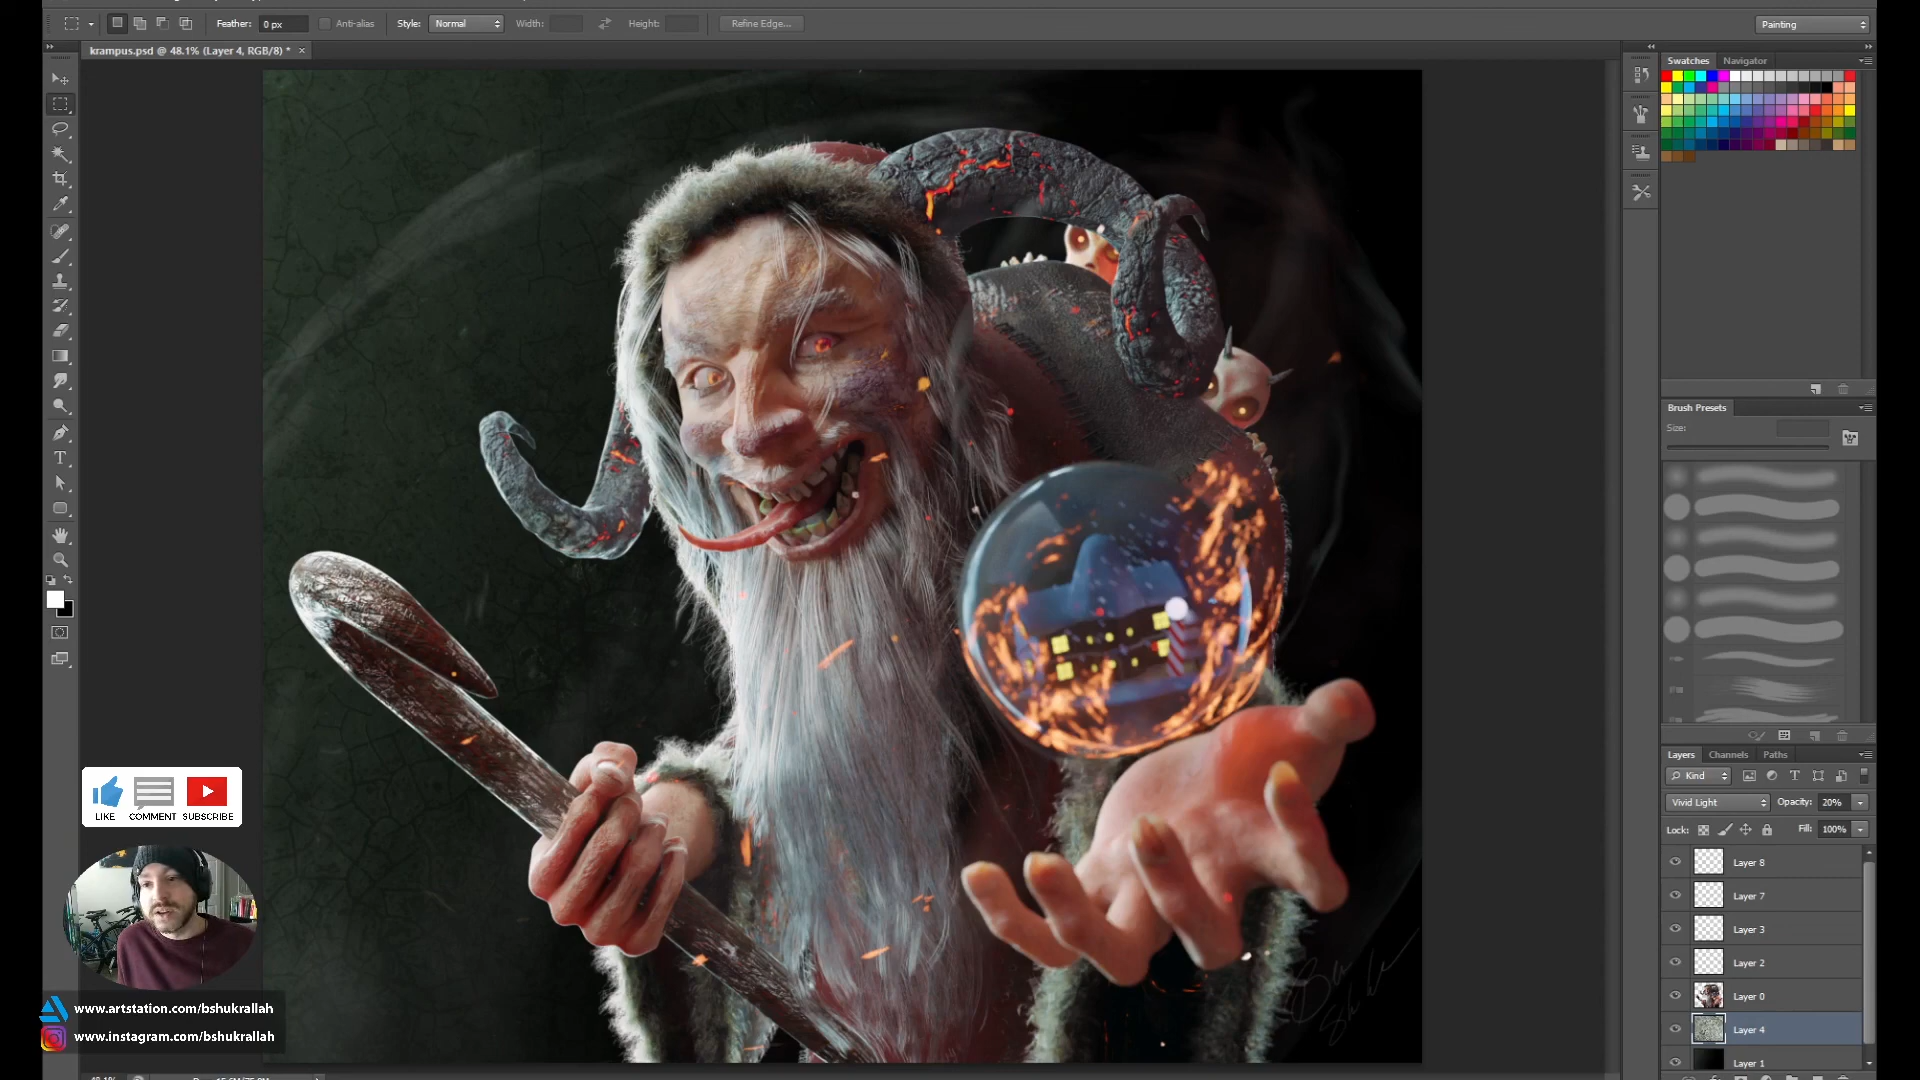 Feather: 0 px Anti-alias Style: Normal Width: Height: Refine Edge... Painting
krampus.psd @ 48.1% (Layer 4, RGB/8) * ×
Swatches Navigator
Brush Presets
Size:
Layers Channels Paths
Kind
Vivid Light Opacity: 20%
Lock: Fill: 100%
Layer 8
Layer 7
Layer 3
Layer 2
Layer 0
Layer 4
Layer 1
LIKE COMMENT SUBSCRIBE
www.artstation.com/bshukrallah
www.instagram.com/bshukrallah